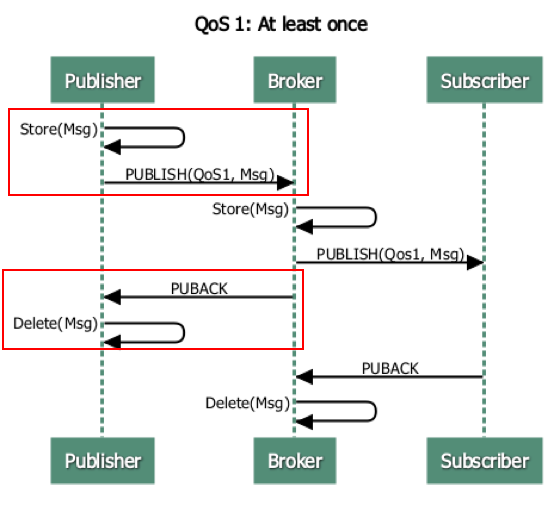 QoS 1: At least once
Publisher
Broker
Subscriber
Store(Msg)
PUBLISH(QoS1, Msg)
Store(Msg)
PUBLISH(Qos1, Msg)
PUBACK
Delete(Msg)
PUBACK
Delete(Msg)
Publisher
Broker
Subscriber